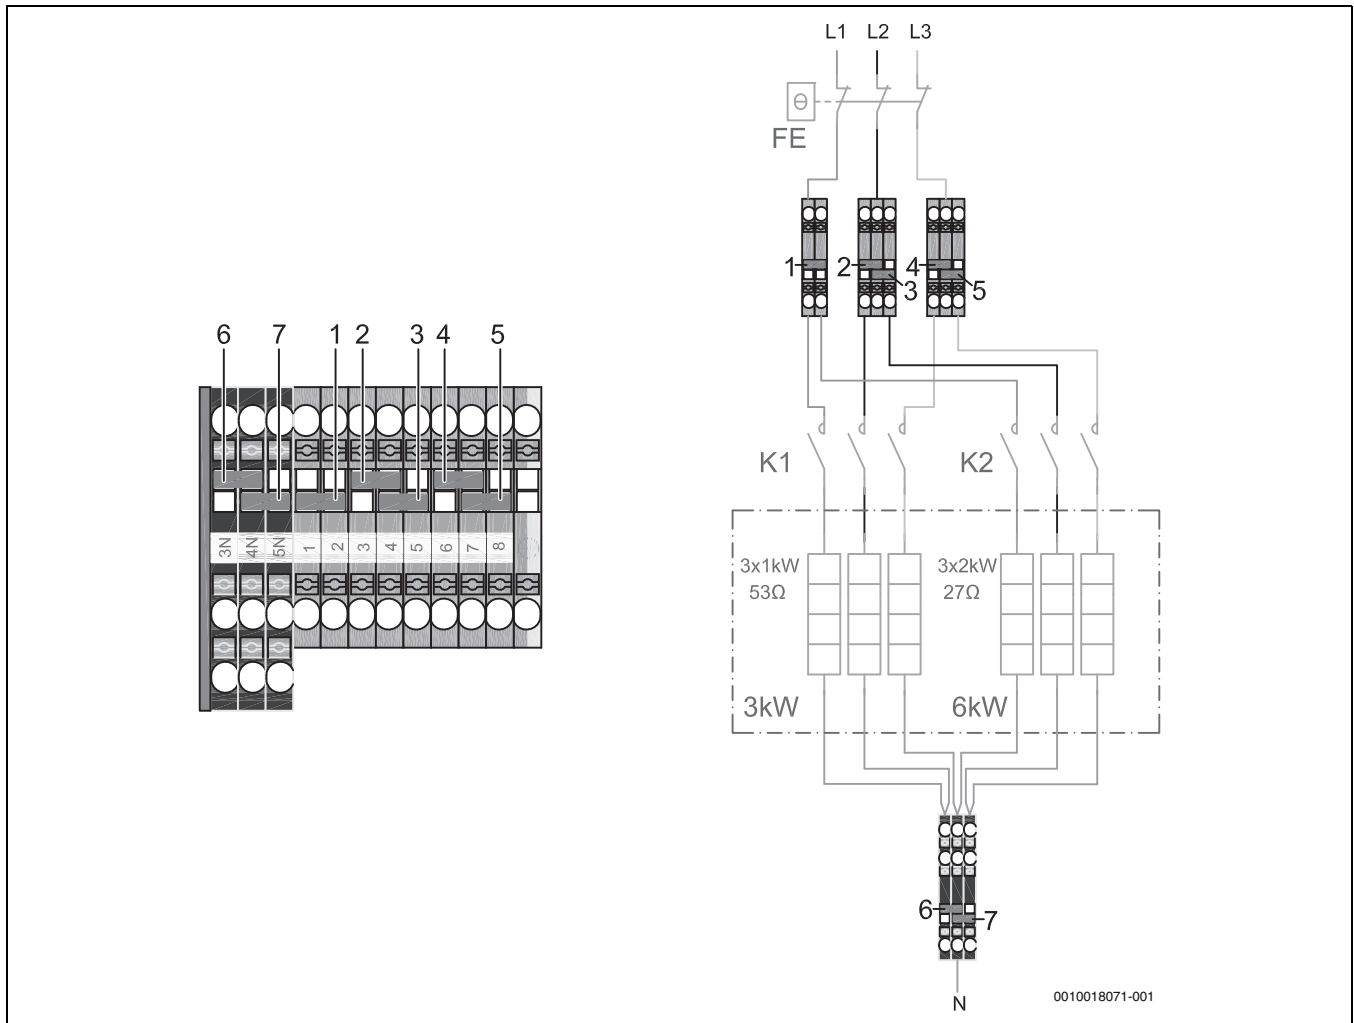 L1 L2 L3
θ
FE
1 2 3 4 5
6 7 1 2 3 4 5
3N 4N 5N 1 2 3 4 5 6 7 8
K1 K2
3x1kW 3x2kW
53Ω 27Ω
3kW 6kW
6 7
N
0010018071-001